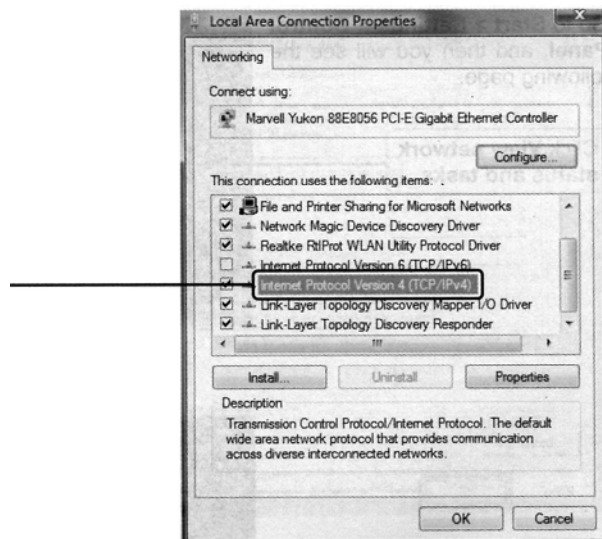 Local Area Connection Properties
Networking
Connect using:
Marvell Yukon 88E8056 PCI-E Gigabit Ethernet Controller
Configure...
This connection uses the following items:
File and Printer Sharing for Microsoft Networks
Network Magic Device Discovery Driver
Realtke RtlProt WLAN Utility Protocol Driver
Internet Protocol Version 6 (TCP/IPv6)
Internet Protocol Version 4 (TCP/IPv4)
Link-Layer Topology Discovery Mapper I/O Driver
Link-Layer Topology Discovery Responder
Install...
Uninstall
Properties
Description
Transmission Control Protocol/Internet Protocol. The default
wide area network protocol that provides communication
across diverse interconnected networks.
OK
Cancel